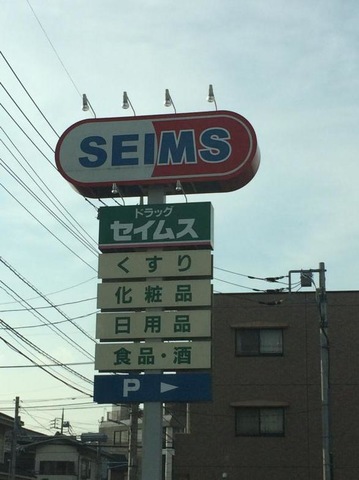 SEIMS
ドラッグ
セイムス
くすり
化粧品
日用品
食品・酒
P